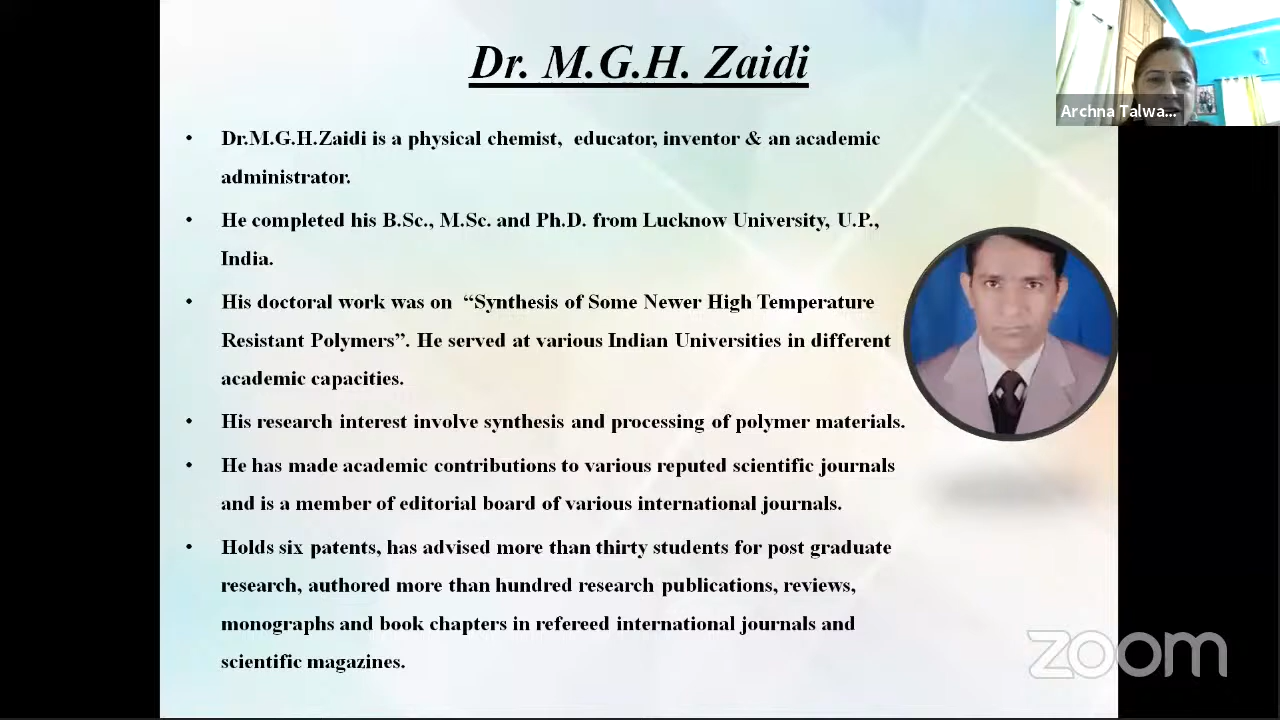 Dr. M.G.H. Zaidi
Archna Talwa...
• Dr.M.G.H.Zaidi is a physical chemist, educator, inventor & an academic
administrator.
• He completed his B.Sc., M.Sc. and Ph.D. from Lucknow University, U.P.,
India.
• His doctoral work was on “Synthesis of Some Newer High Temperature
Resistant Polymers”. He served at various Indian Universities in different
academic capacities.
• His research interest involve synthesis and processing of polymer materials.
• He has made academic contributions to various reputed scientific journals
and is a member of editorial board of various international journals.
• Holds six patents, has advised more than thirty students for post graduate
research, authored more than hundred research publications, reviews,
monographs and book chapters in refereed international journals and
scientific magazines.
zoom